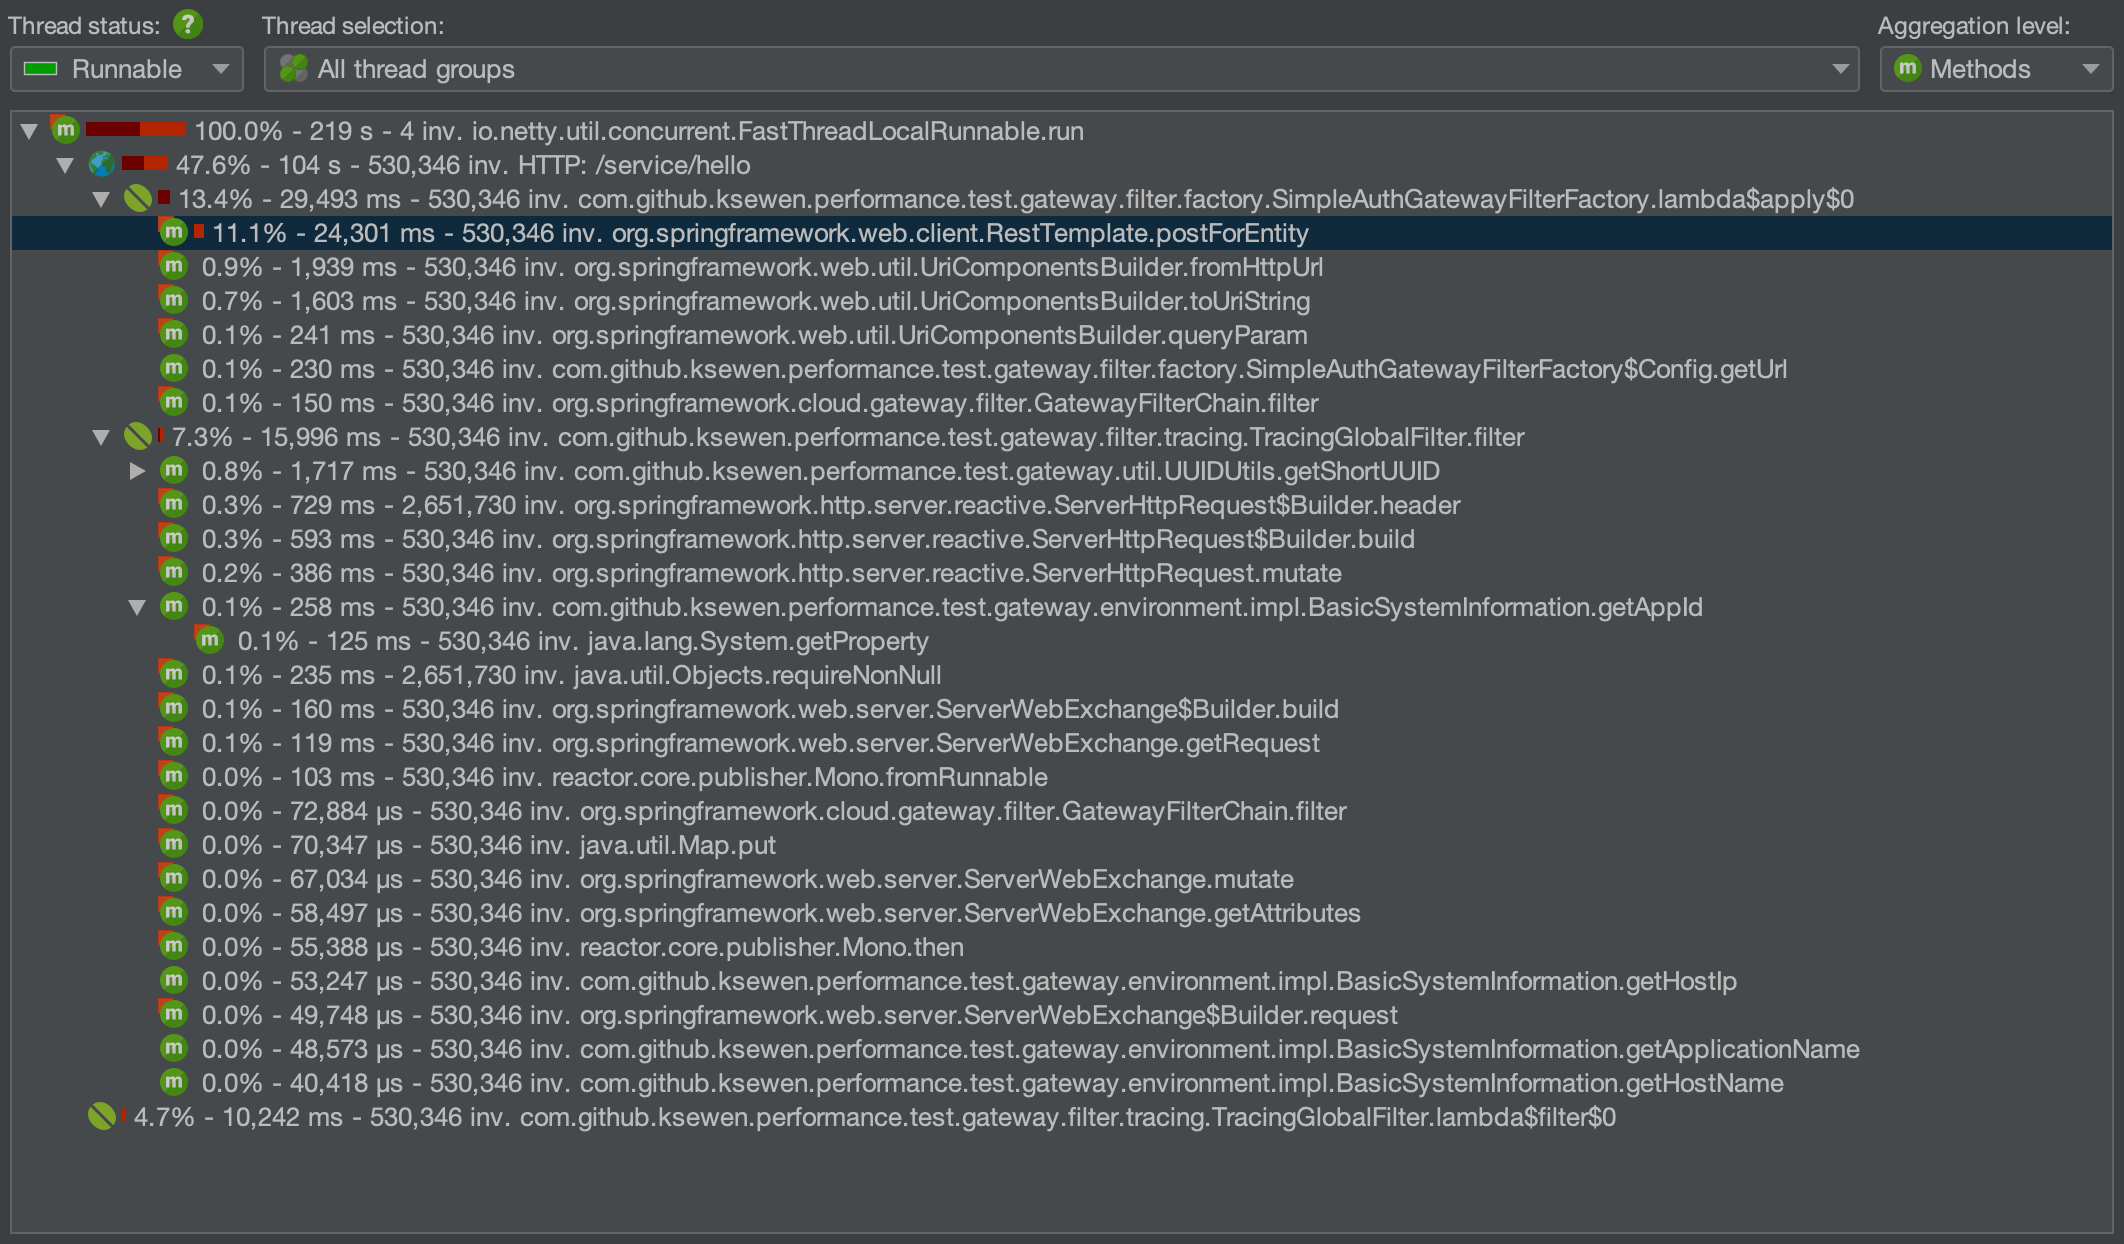 Thread status: ? Thread selection: Aggregation level:
Runnable All thread groups m Methods
m 100.0% - 219 s - 4 inv. io.netty.util.concurrent.FastThreadLocalRunnable.run
47.6% - 104 s - 530,346 inv. HTTP: /service/hello
13.4% - 29,493 ms - 530,346 inv. com.github.ksewen.performance.test.gateway.filter.factory.SimpleAuthGatewayFilterFactory.lambda$apply$0
m 11.1% - 24,301 ms - 530,346 inv. org.springframework.web.client.RestTemplate.postForEntity
m 0.9% - 1,939 ms - 530,346 inv. org.springframework.web.util.UriComponentsBuilder.fromHttpUrl
m 0.7% - 1,603 ms - 530,346 inv. org.springframework.web.util.UriComponentsBuilder.toUriString
m 0.1% - 241 ms - 530,346 inv. org.springframework.web.util.UriComponentsBuilder.queryParam
m 0.1% - 230 ms - 530,346 inv. com.github.ksewen.performance.test.gateway.filter.factory.SimpleAuthGatewayFilterFactory$Config.getUrl
m 0.1% - 150 ms - 530,346 inv. org.springframework.cloud.gateway.filter.GatewayFilterChain.filter
7.3% - 15,996 ms - 530,346 inv. com.github.ksewen.performance.test.gateway.filter.tracing.TracingGlobalFilter.filter
m 0.8% - 1,717 ms - 530,346 inv. com.github.ksewen.performance.test.gateway.util.UUIDUtils.getShortUUID
m 0.3% - 729 ms - 2,651,730 inv. org.springframework.http.server.reactive.ServerHttpRequest$Builder.header
m 0.3% - 593 ms - 530,346 inv. org.springframework.http.server.reactive.ServerHttpRequest$Builder.build
m 0.2% - 386 ms - 530,346 inv. org.springframework.http.server.reactive.ServerHttpRequest.mutate
m 0.1% - 258 ms - 530,346 inv. com.github.ksewen.performance.test.gateway.environment.impl.BasicSystemInformation.getAppId
m 0.1% - 125 ms - 530,346 inv. java.lang.System.getProperty
m 0.1% - 235 ms - 2,651,730 inv. java.util.Objects.requireNonNull
m 0.1% - 160 ms - 530,346 inv. org.springframework.web.server.ServerWebExchange$Builder.build
m 0.1% - 119 ms - 530,346 inv. org.springframework.web.server.ServerWebExchange.getRequest
m 0.0% - 103 ms - 530,346 inv. reactor.core.publisher.Mono.fromRunnable
m 0.0% - 72,884 µs - 530,346 inv. org.springframework.cloud.gateway.filter.GatewayFilterChain.filter
m 0.0% - 70,347 µs - 530,346 inv. java.util.Map.put
m 0.0% - 67,034 µs - 530,346 inv. org.springframework.web.server.ServerWebExchange.mutate
m 0.0% - 58,497 µs - 530,346 inv. org.springframework.web.server.ServerWebExchange.getAttributes
m 0.0% - 55,388 µs - 530,346 inv. reactor.core.publisher.Mono.then
m 0.0% - 53,247 µs - 530,346 inv. com.github.ksewen.performance.test.gateway.environment.impl.BasicSystemInformation.getHostIp
m 0.0% - 49,748 µs - 530,346 inv. org.springframework.web.server.ServerWebExchange$Builder.request
m 0.0% - 48,573 µs - 530,346 inv. com.github.ksewen.performance.test.gateway.environment.impl.BasicSystemInformation.getApplicationName
m 0.0% - 40,418 µs - 530,346 inv. com.github.ksewen.performance.test.gateway.environment.impl.BasicSystemInformation.getHostName
4.7% - 10,242 ms - 530,346 inv. com.github.ksewen.performance.test.gateway.filter.tracing.TracingGlobalFilter.lambda$filter$0